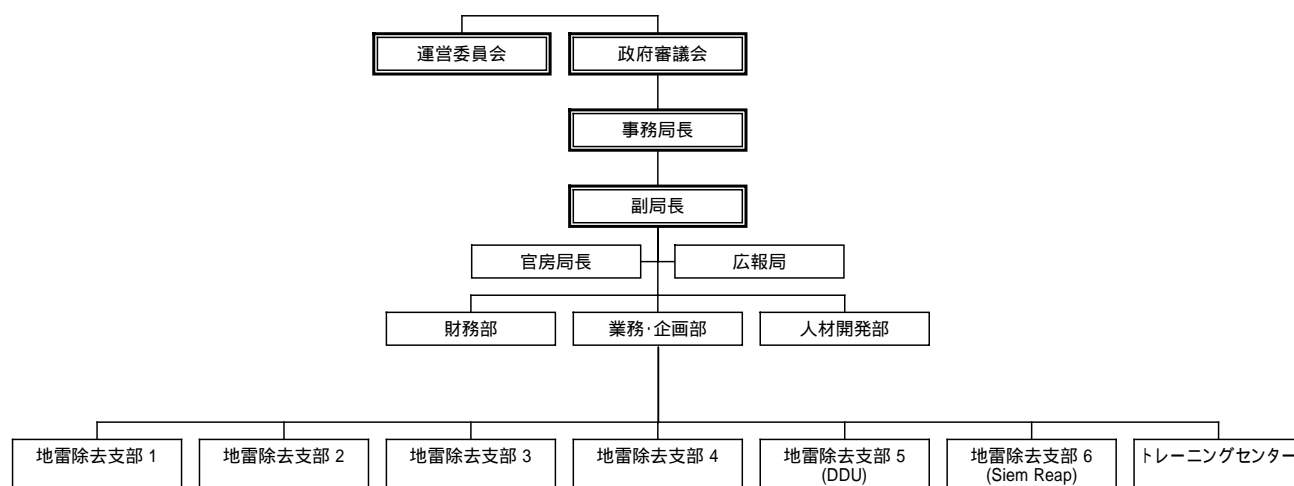 運営委員会
政府審議会
事務局長
副局長
官房局長
広報局
財務部
業務・企画部
人材開発部
地雷除去支部 1
地雷除去支部 2
地雷除去支部 3
地雷除去支部 4
地雷除去支部 5
(DDU)
地雷除去支部 6
(Siem Reap)
トレーニングセンター